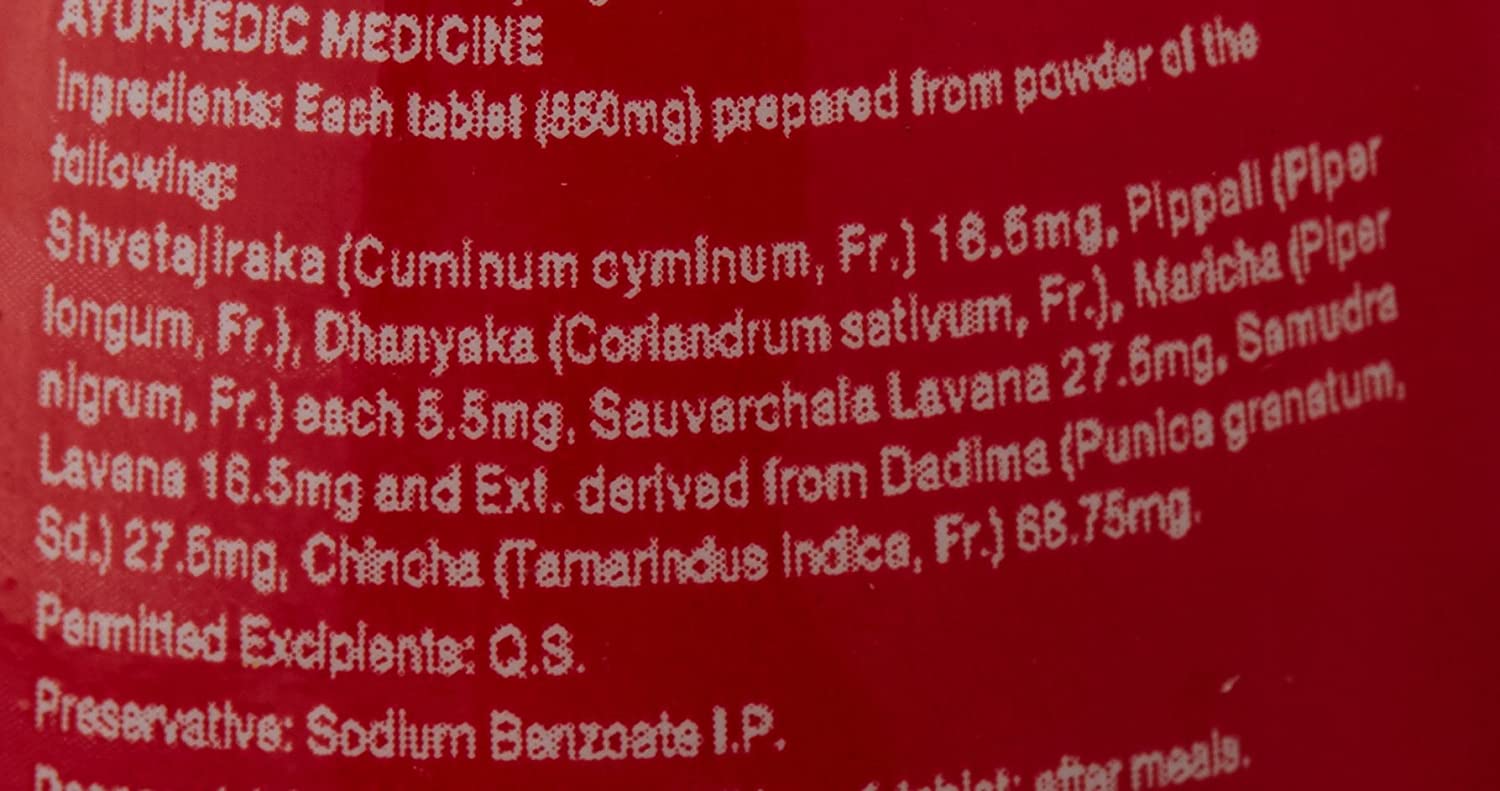 AYURVEDIC MEDICINE
Ingredients: Each tablet (550mg) prepared from powder of the
following:
Shvetajiraka (Cuminum cyminum, Fr.) 16.5mg, Pippali (Piper
longum, Fr.), Dhanyaka (Coriandrum sativum, Fr.), Maricha (Piper
nigrum, Fr.) each 5.5mg, Sauvarchala Lavana 27.5mg, Samudra
Lavana 16.5mg and Ext. derived from Dadima (Punica granatum,
Sd.) 27.5mg, Chincha (Tamarindus indica, Fr.) 68.75mg.
Permitted Excipients: Q.S.
Preservative: Sodium Benzoate I.P.
tablet; after meals.